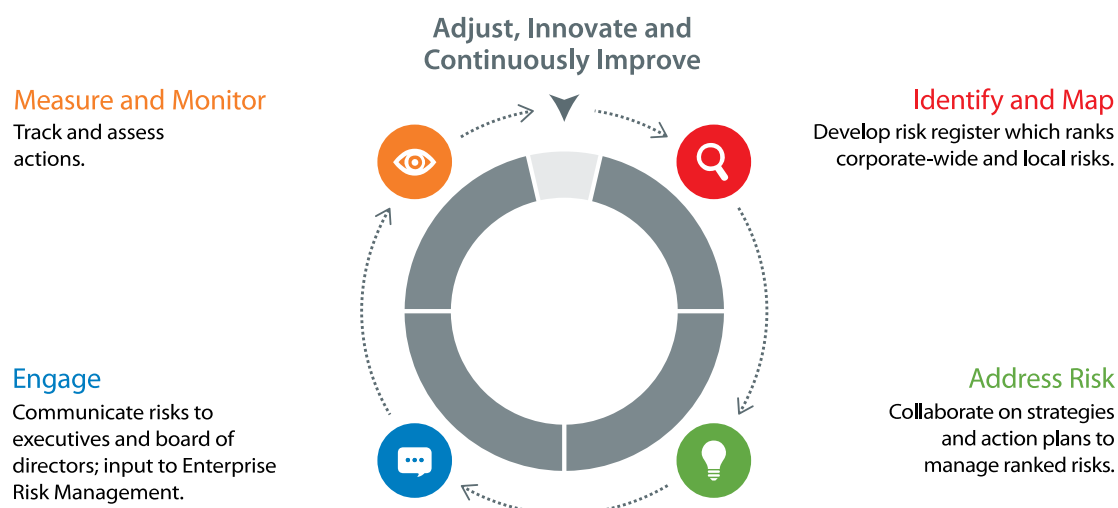 Adjust, Innovate and
Continuously Improve
Measure and Monitor
Track and assess
actions.
Identify and Map
Develop risk register which ranks
corporate-wide and local risks.
Engage
Communicate risks to
executives and board of
directors; input to Enterprise
Risk Management.
Address Risk
Collaborate on strategies
and action plans to
manage ranked risks.